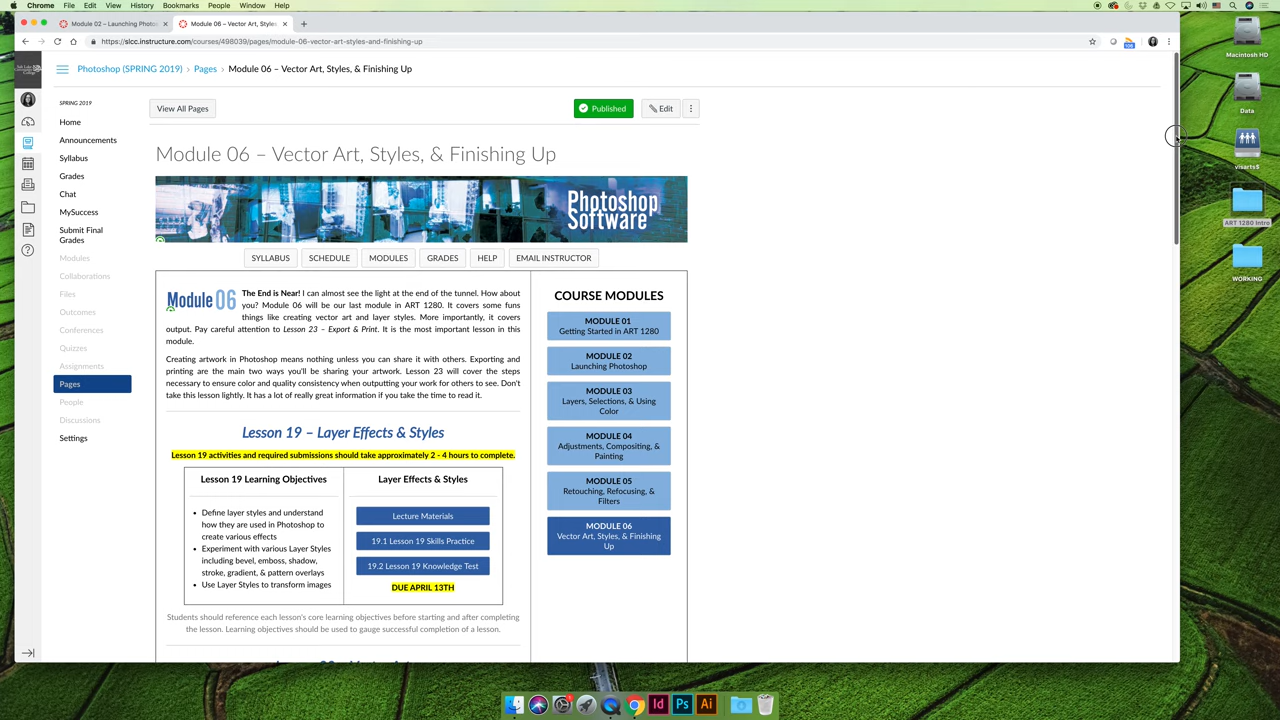 Chrome File Edit View History Bookmarks People Window Help
Module 02 – Launching Photos
Module 06 – Vector Art, Styles
https://slcc.instructure.com/courses/498039/pages/module-06-vector-art-styles-and-finishing-up
106
Macintosh HD
Data
visarts$
ART 1280 Intro
WORKING
Photoshop (SPRING 2019) › Pages › Module 06 – Vector Art, Styles, & Finishing Up
SPRING 2019
Home
Announcements
Syllabus
Grades
Chat
MySuccess
Submit Final
Grades
Modules
Collaborations
Files
Outcomes
Conferences
Quizzes
Assignments
Pages
People
Discussions
Settings
View All Pages
Published
Edit
Module 06 – Vector Art, Styles, & Finishing Up
Photoshop
Software
SYLLABUS SCHEDULE MODULES GRADES HELP EMAIL INSTRUCTOR
Module 06
The End is Near! I can almost see the light at the end of the tunnel. How about
you? Module 06 will be our last module in ART 1280. It covers some funs
things like creating vector art and layer styles. More importantly, it covers
output. Pay careful attention to Lesson 23 – Export & Print. It is the most important lesson in this
module.
Creating artwork in Photoshop means nothing unless you can share it with others. Exporting and
printing are the main two ways you'll be sharing your artwork. Lesson 23 will cover the steps
necessary to ensure color and quality consistency when outputting your work for others to see. Don't
take this lesson lightly. It has a lot of really great information if you take the time to read it.
Lesson 19 – Layer Effects & Styles
Lesson 19 activities and required submissions should take approximately 2 - 4 hours to complete.
Lesson 19 Learning Objectives
• Define layer styles and understand
how they are used in Photoshop to
create various effects
• Experiment with various Layer Styles
including bevel, emboss, shadow,
stroke, gradient, & pattern overlays
• Use Layer Styles to transform images
Layer Effects & Styles
Lecture Materials
19.1 Lesson 19 Skills Practice
19.2 Lesson 19 Knowledge Test
DUE APRIL 13TH
Students should reference each lesson's core learning objectives before starting and after completing
the lesson. Learning objectives should be used to gauge successful completion of a lesson.
COURSE MODULES
MODULE 01
Getting Started in ART 1280
MODULE 02
Launching Photoshop
MODULE 03
Layers, Selections, & Using
Color
MODULE 04
Adjustments, Compositing, &
Painting
MODULE 05
Retouching, Refocusing, &
Filters
MODULE 06
Vector Art, Styles, & Finishing
Up
Id Ps Ai